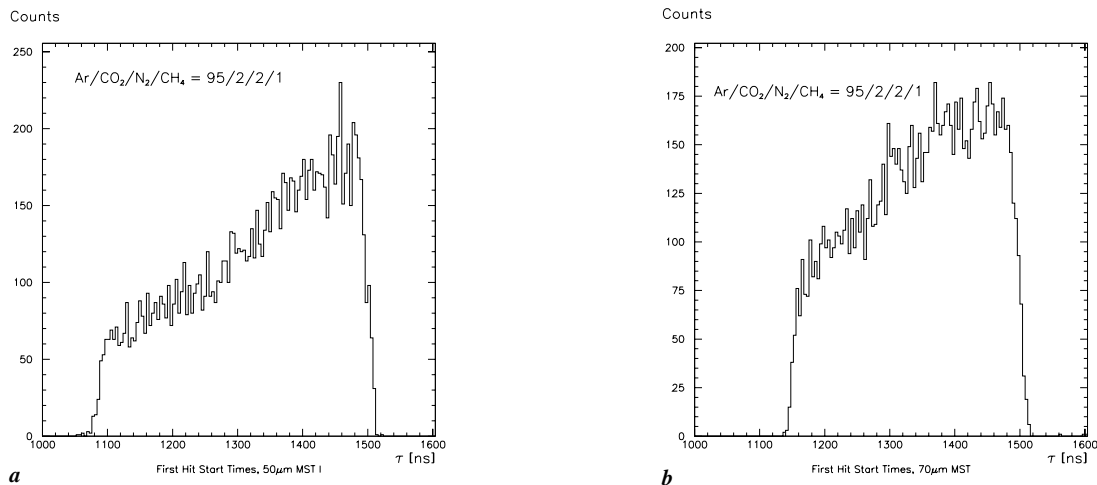 Counts
250
200
150
100
50
0
Ar/CO₂/N₂/CH₄ = 95/2/2/1
1000 1100 1200 1300 1400 1500 1600
τ [ns]
First Hit Start Times, 50μm MST I
a
Counts
200
175
150
125
100
75
50
25
0
Ar/CO₂/N₂/CH₄ = 95/2/2/1
1000 1100 1200 1300 1400 1500 1600
τ [ns]
First Hit Start Times, 70μm MST
b